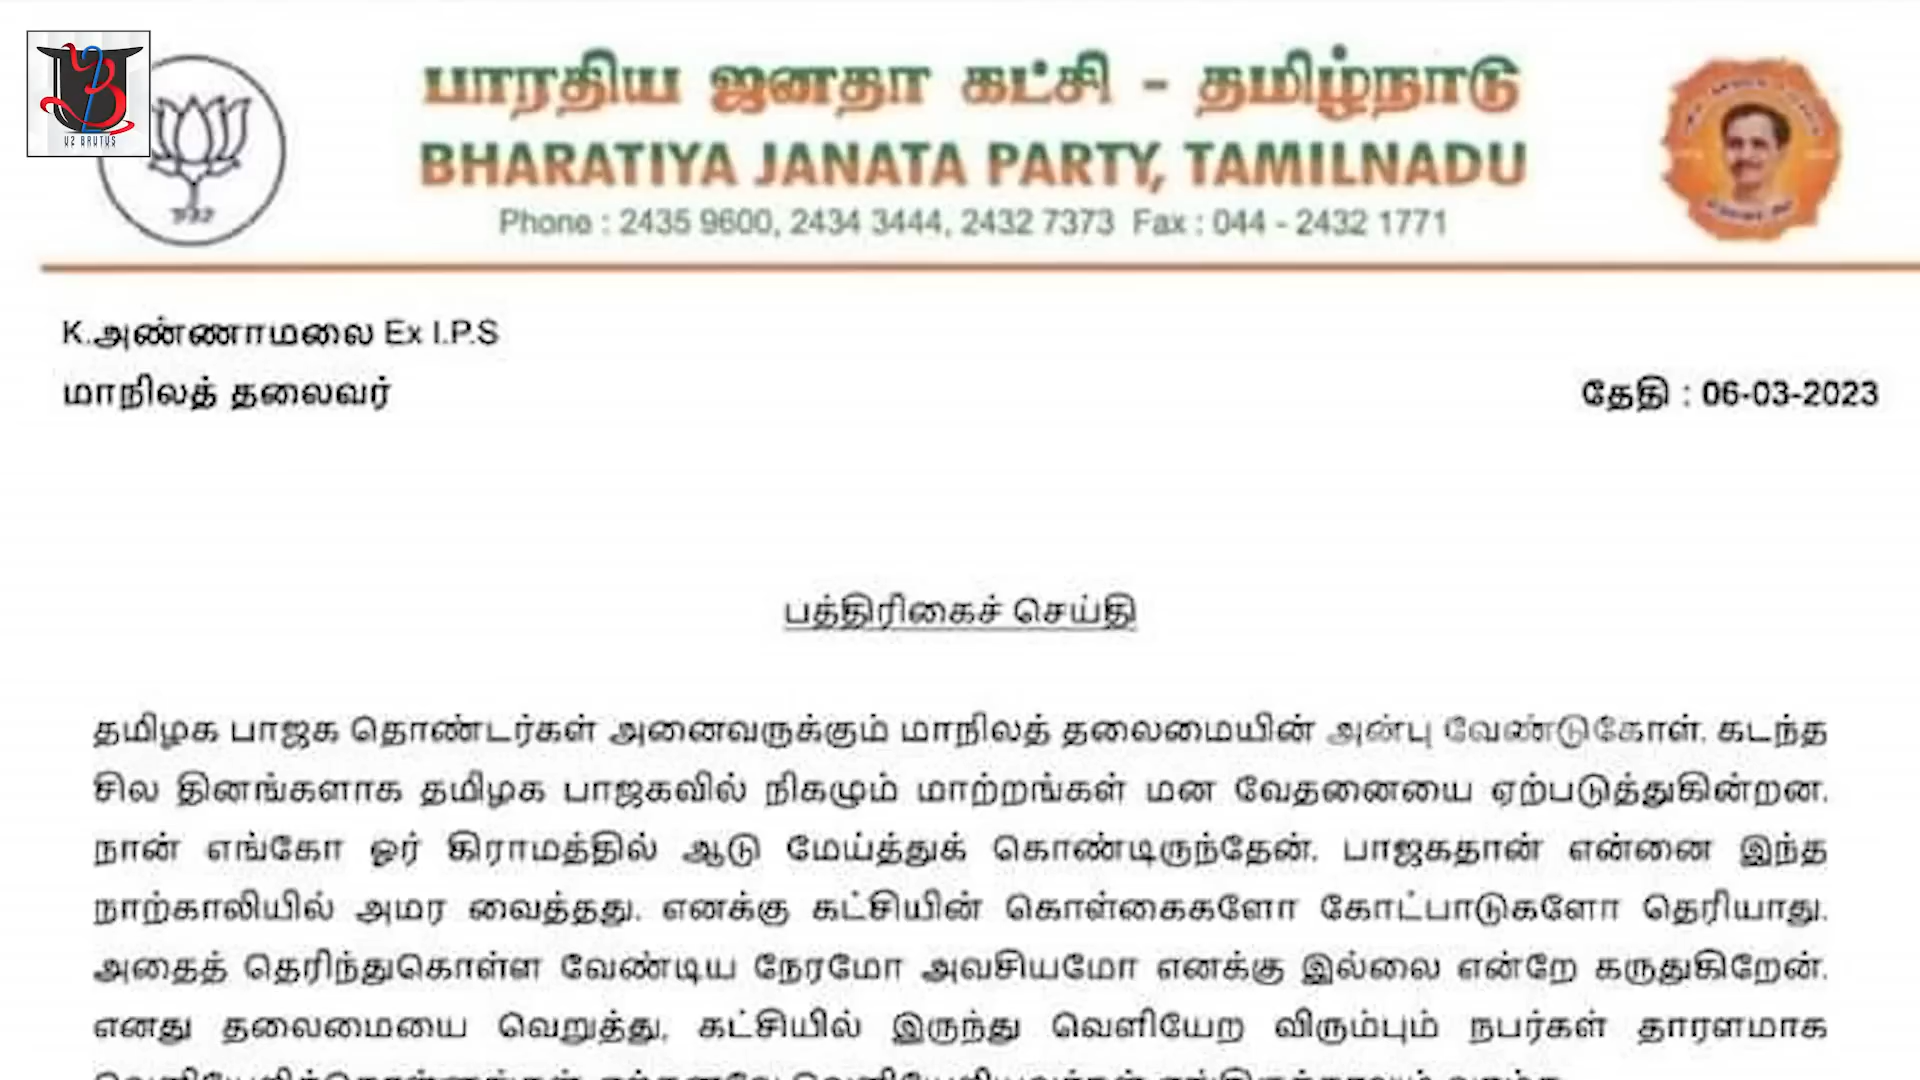 U2 BRUTUS
பாரதிய ஜனதா கட்சி - தமிழ்நாடு
BHARATIYA JANATA PARTY, TAMILNADU
Phone : 2435 9600, 2434 3444, 2432 7373 Fax : 044 - 2432 1771
K.அண்ணாமலை Ex I.P.S
மாநிலத் தலைவர்
தேதி : 06-03-2023
பத்திரிகைச் செய்தி
தமிழக பாஜக தொண்டர்கள் அனைவருக்கும் மாநிலத் தலைமையின் அன்பு வேண்டுகோள். கடந்த
சில தினங்களாக தமிழக பாஜகவில் நிகழும் மாற்றங்கள் மன வேதனையை ஏற்படுத்துகின்றன.
நான் எங்கோ ஓர் கிராமத்தில் ஆடு மேய்த்துக் கொண்டிருந்தேன். பாஜகதான் என்னை இந்த
நாற்காலியில் அமர வைத்தது. எனக்கு கட்சியின் கொள்கைகளோ கோட்பாடுகளோ தெரியாது.
அதைத் தெரிந்துகொள்ள வேண்டிய நேரமோ அவசியமோ எனக்கு இல்லை என்றே கருதுகிறேன்.
எனது தலைமையை வெறுத்து, கட்சியில் இருந்து வெளியேற விரும்பும் நபர்கள் தாரளமாக